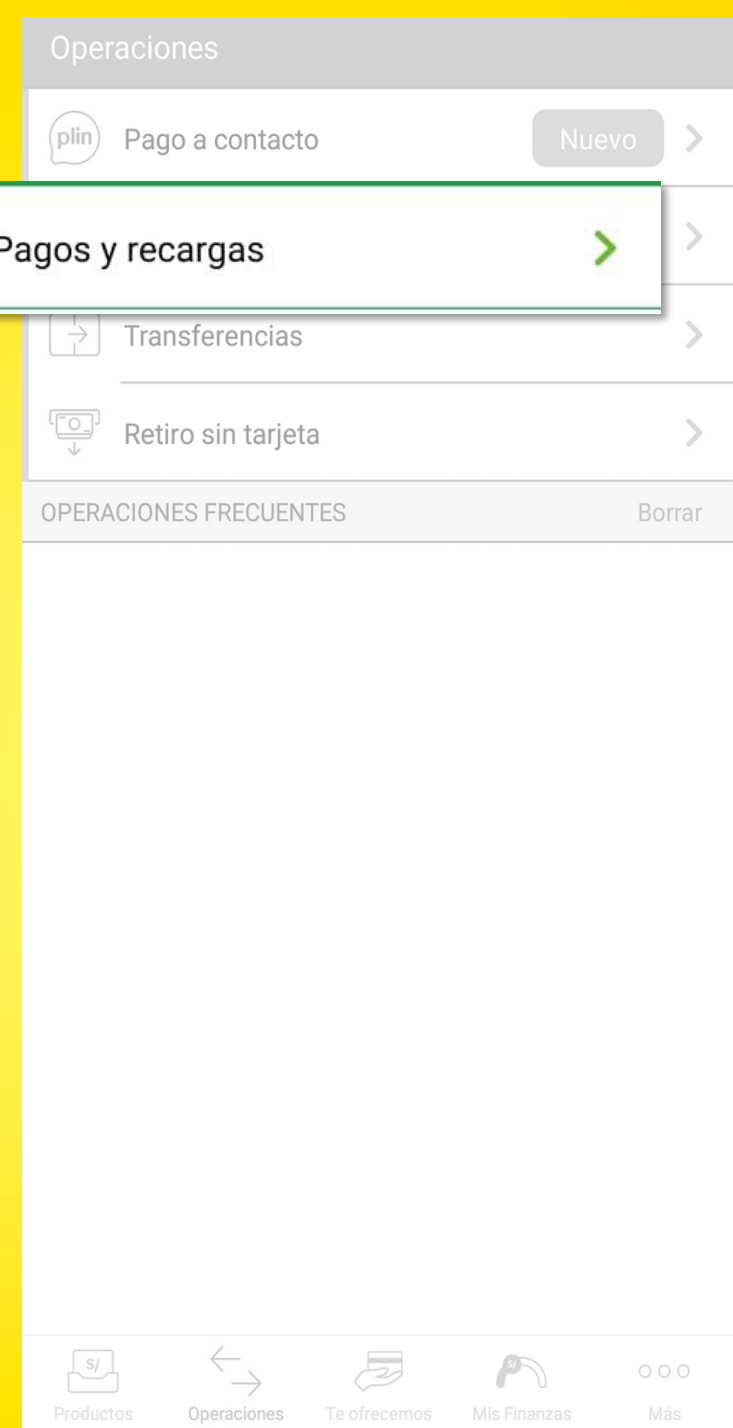 Operaciones
plin Pago a contacto Nuevo
Pagos y recargas
Transferencias
Retiro sin tarjeta
OPERACIONES FRECUENTES Borrar
S/ S/
Productos Operaciones Te ofrecemos Mis Finanzas Más